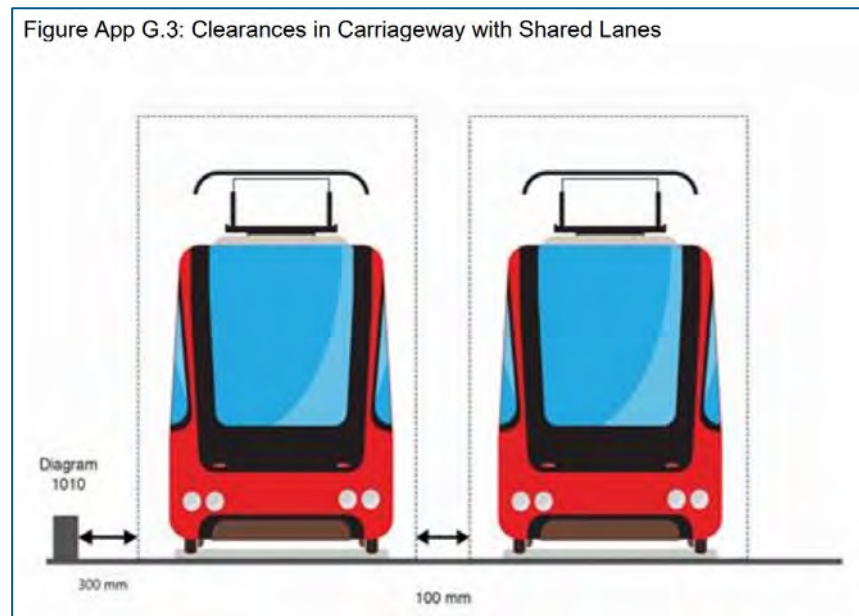 Figure App G.3: Clearances in Carriageway with Shared Lanes
Diagram
1010
300 mm
100 mm